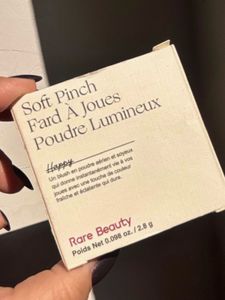 Soft Pinch
Fard À Joues
Poudre Lumineux
Happy
Un blush en poudre aérien et soyeux
qui donne instantanément vie à vos
joues avec une touche de couleur
fraîche et éclatante qui dure.
Rare Beauty
Poids Net 0.098 oz. / 2.8 g